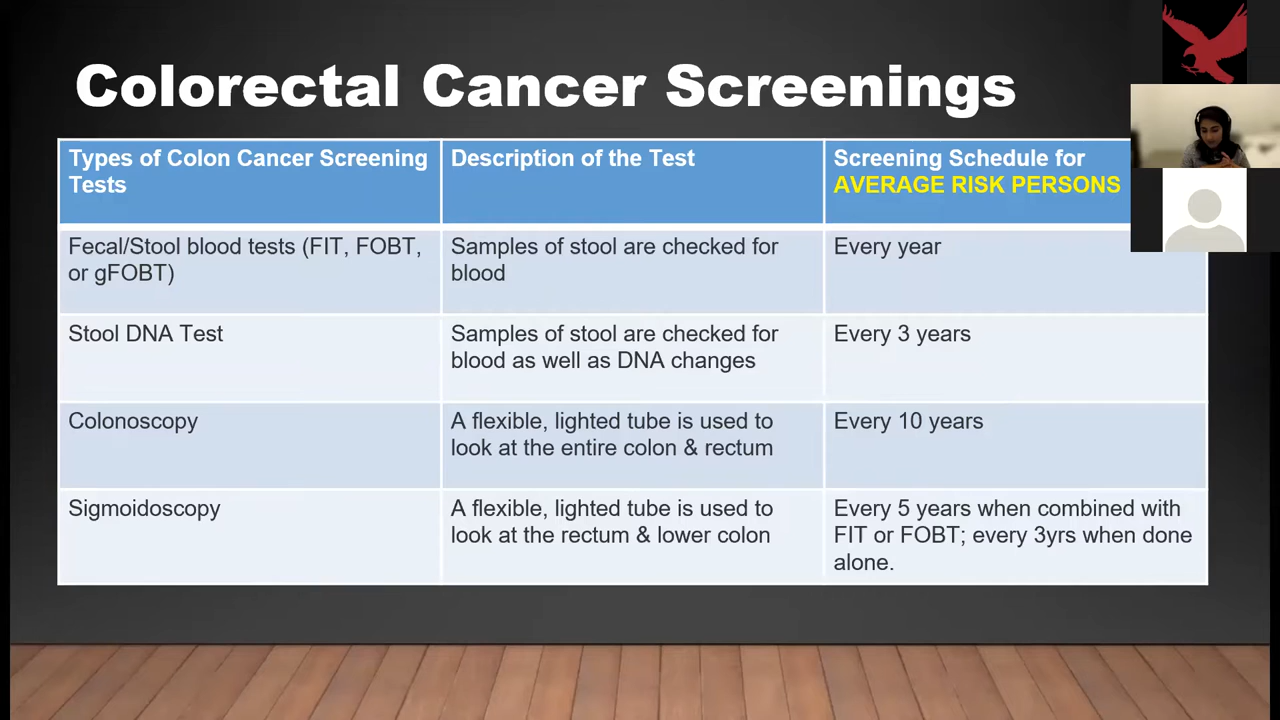 Colorectal Cancer Screenings
Types of Colon Cancer Screening
Tests
Description of the Test
Screening Schedule for
AVERAGE RISK PERSONS
Fecal/Stool blood tests (FIT, FOBT,
or gFOBT)
Samples of stool are checked for
blood
Every year
Stool DNA Test
Samples of stool are checked for
blood as well as DNA changes
Every 3 years
Colonoscopy
A flexible, lighted tube is used to
look at the entire colon & rectum
Every 10 years
Sigmoidoscopy
A flexible, lighted tube is used to
look at the rectum & lower colon
Every 5 years when combined with
FIT or FOBT; every 3yrs when done
alone.